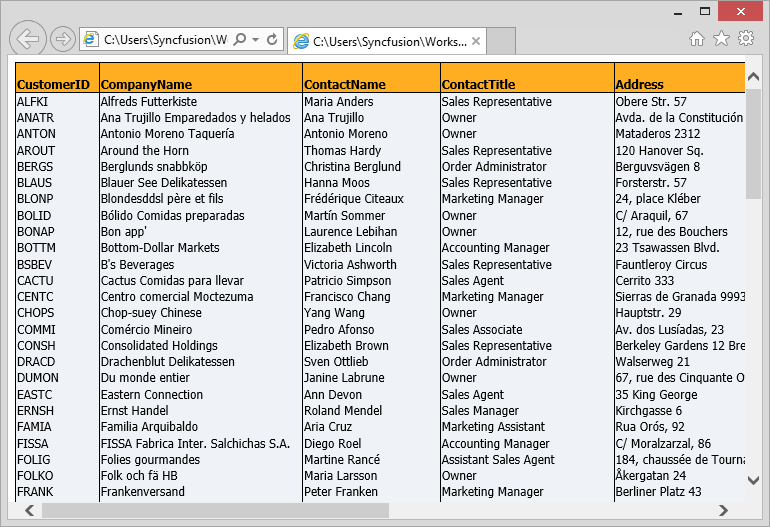 C:\Users\Syncfusion\Wo
C:\Users\Syncfusion\Works...
CustomerID CompanyName ContactName ContactTitle Address
ALFKI Alfreds Futterkiste Maria Anders Sales Representative Obere Str. 57
ANATR Ana Trujillo Emparedados y helados Ana Trujillo Owner Avda. de la Constitución
ANTON Antonio Moreno Taquería Antonio Moreno Owner Mataderos 2312
AROUT Around the Horn Thomas Hardy Sales Representative 120 Hanover Sq.
BERGS Berglunds snabbköp Christina Berglund Order Administrator Berguvsvägen 8
BLAUS Blauer See Delikatessen Hanna Moos Sales Representative Forsterstr. 57
BLONP Blondesddsl père et fils Frédérique Citeaux Marketing Manager 24, place Kléber
BOLID Bólido Comidas preparadas Martín Sommer Owner C/ Araquil, 67
BONAP Bon app' Laurence Lebihan Owner 12, rue des Bouchers
BOTTM Bottom-Dollar Markets Elizabeth Lincoln Accounting Manager 23 Tsawassen Blvd.
BSBEV B's Beverages Victoria Ashworth Sales Representative Fauntleroy Circus
CACTU Cactus Comidas para llevar Patricio Simpson Sales Agent Cerrito 333
CENTC Centro comercial Moctezuma Francisco Chang Marketing Manager Sierras de Granada 9993
CHOPS Chop-suey Chinese Yang Wang Owner Hauptstr. 29
COMMI Comércio Mineiro Pedro Afonso Sales Associate Av. dos Lusíadas, 23
CONSH Consolidated Holdings Elizabeth Brown Sales Representative Berkeley Gardens 12 Bre
DRACD Drachenblut Delikatessen Sven Ottlieb Order Administrator Walserweg 21
DUMON Du monde entier Janine Labrune Owner 67, rue des Cinquante O
EASTC Eastern Connection Ann Devon Sales Agent 35 King George
ERNSH Ernst Handel Roland Mendel Sales Manager Kirchgasse 6
FAMIA Familia Arquibaldo Aria Cruz Marketing Assistant Rua Orós, 92
FISSA FISSA Fabrica Inter. Salchichas S.A. Diego Roel Accounting Manager C/ Moralzarzal, 86
FOLIG Folies gourmandes Martine Rancé Assistant Sales Agent 184, chaussée de Tourna
FOLKO Folk och fä HB Maria Larsson Owner Åkergatan 24
FRANK Frankenversand Peter Franken Marketing Manager Berliner Platz 43